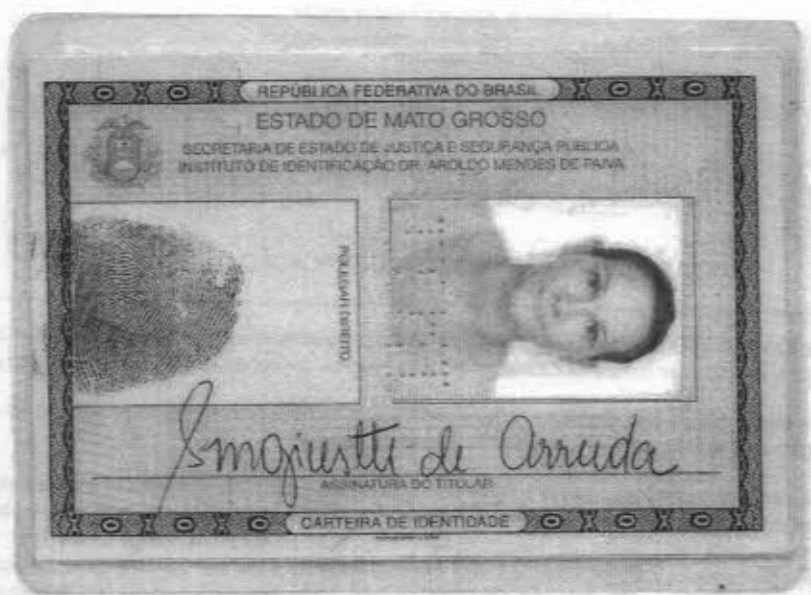 REPÚBLICA FEDERATIVA DO BRASIL
ESTADO DE MATO GROSSO
SECRETARIA DE ESTADO DE JUSTIÇA E SEGURANÇA PÚBLICA
INSTITUTO DE IDENTIFICAÇÃO DR. AROLDO MENDES DE PAIVA
POLEGAR DIREITO
de Arruda
ASSINATURA DO TITULAR
CARTEIRA DE IDENTIDADE